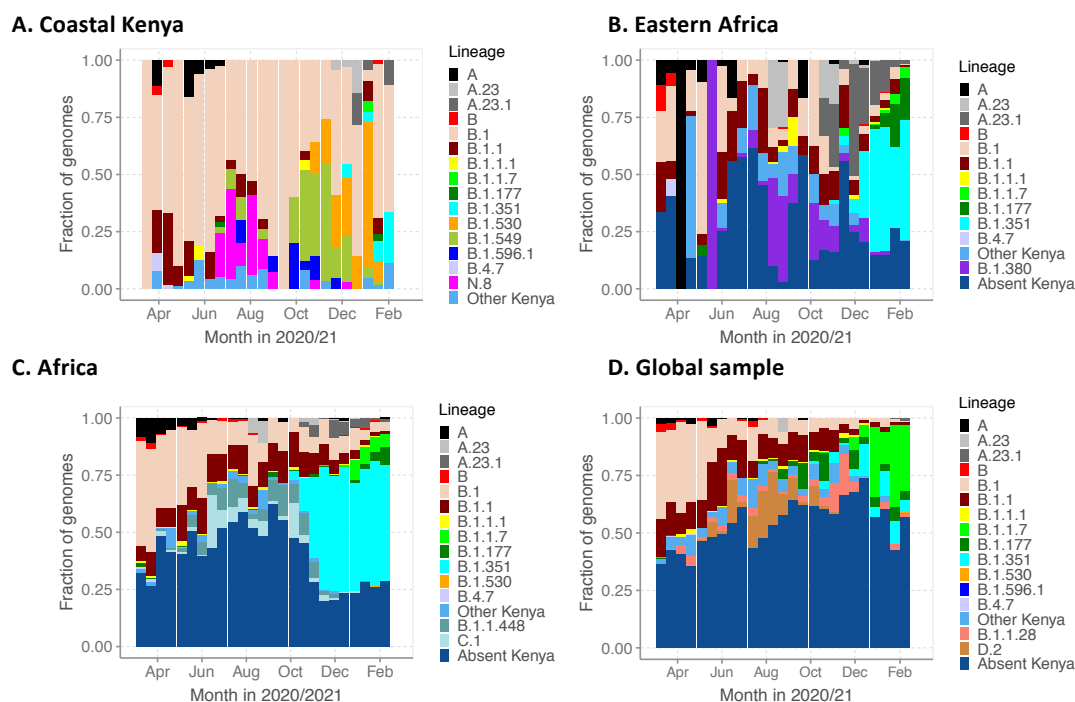 A. Coastal Kenya
Fraction of genomes
1.00
0.75
0.50
0.25
0.00
Apr Jun Aug Oct Dec Feb
Month in 2020/21
Lineage
A
A.23
A.23.1
B
B.1
B.1.1
B.1.1.1
B.1.1.7
B.1.177
B.1.351
B.1.530
B.1.549
B.1.596.1
B.4.7
N.8
Other Kenya
B. Eastern Africa
Fraction of genomes
1.00
0.75
0.50
0.25
0.00
Apr Jun Aug Oct Dec Feb
Month in 2020/21
Lineage
A
A.23
A.23.1
B
B.1
B.1.1
B.1.1.1
B.1.1.7
B.1.177
B.1.351
B.4.7
Other Kenya
B.1.380
Absent Kenya
C. Africa
Fraction of genomes
1.00
0.75
0.50
0.25
0.00
Apr Jun Aug Oct Dec Feb
Month in 2020/2021
Lineage
A
A.23
A.23.1
B
B.1
B.1.1
B.1.1.1
B.1.1.7
B.1.177
B.1.351
B.1.530
B.4.7
Other Kenya
B.1.1.448
C.1
Absent Kenya
D. Global sample
Fraction of genomes
1.00
0.75
0.50
0.25
0.00
Apr Jun Aug Oct Dec Feb
Month in 2020/21
Lineage
A
A.23
A.23.1
B
B.1
B.1.1
B.1.1.1
B.1.1.7
B.1.177
B.1.351
B.1.530
B.1.596.1
B.4.7
Other Kenya
B.1.1.28
D.2
Absent Kenya